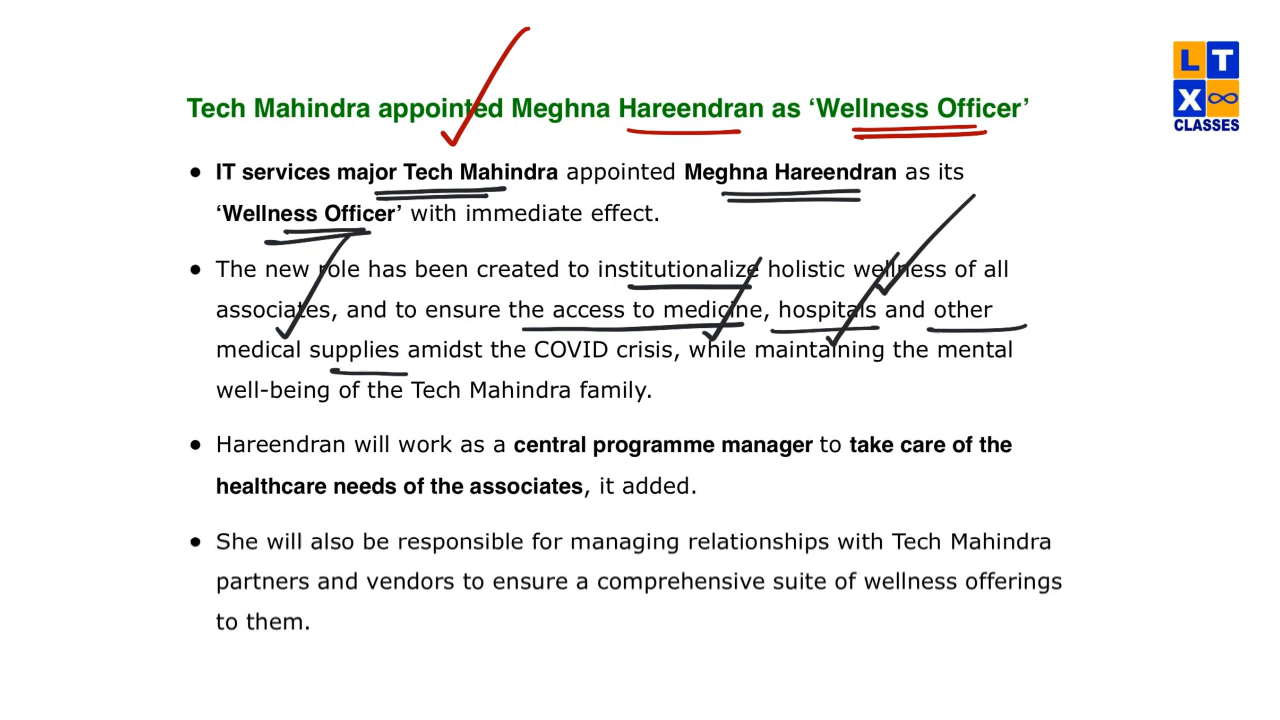 Tech Mahindra appointed Meghna Hareendran as ‘Wellness Officer’
L T
X ∞
CLASSES
● IT services major Tech Mahindra appointed Meghna Hareendran as its
‘Wellness Officer’ with immediate effect.
● The new role has been created to institutionalize holistic wellness of all
associates, and to ensure the access to medicine, hospitals and other
medical supplies amidst the COVID crisis, while maintaining the mental
well-being of the Tech Mahindra family.
● Hareendran will work as a central programme manager to take care of the
healthcare needs of the associates, it added.
● She will also be responsible for managing relationships with Tech Mahindra
partners and vendors to ensure a comprehensive suite of wellness offerings
to them.